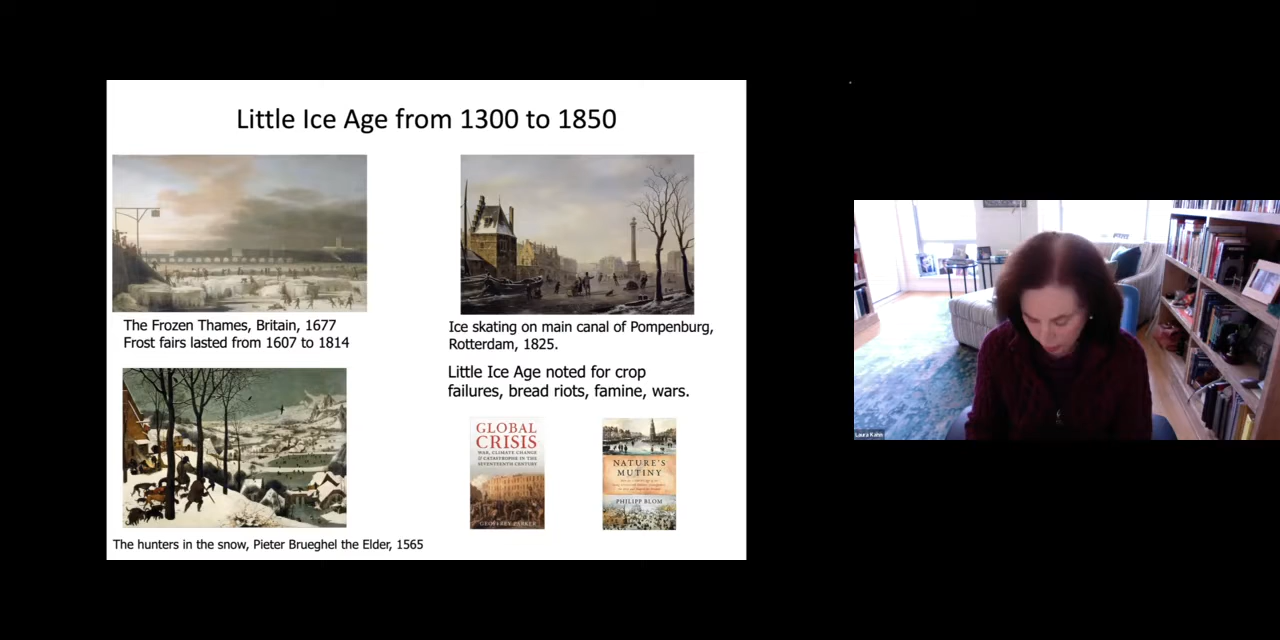 Little Ice Age from 1300 to 1850
The Frozen Thames, Britain, 1677
Frost fairs lasted from 1607 to 1814
Ice skating on main canal of Pompenburg,
Rotterdam, 1825.
Little Ice Age noted for crop
failures, bread riots, famine, wars.
GLOBAL
CRISIS
WAR, CLIMATE CHANGE
& CATASTROPHE IN THE
SEVENTEENTH CENTURY
GEOFFREY PARKER
NATURE'S
MUTINY
PHILIPP BLOM
The hunters in the snow, Pieter Brueghel the Elder, 1565
Laura Kahn